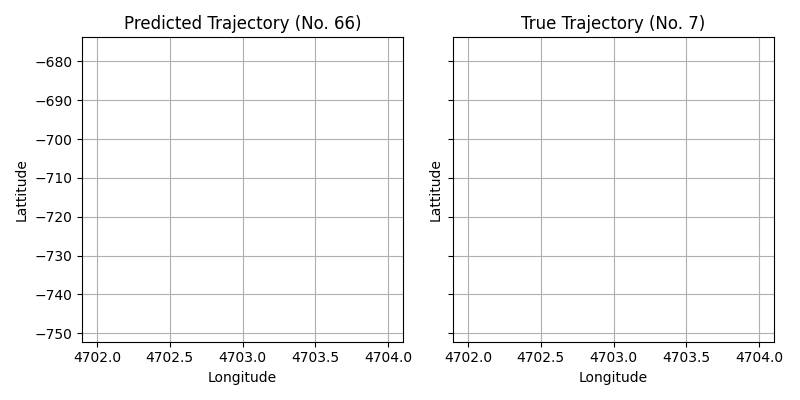 Predicted Trajectory (No. 66)
True Trajectory (No. 7)
−680
−690
−700
−710
−720
−730
−740
−750
Lattitude
Lattitude
4702.0 4702.5 4703.0 4703.5 4704.0
4702.0 4702.5 4703.0 4703.5 4704.0
Longitude
Longitude